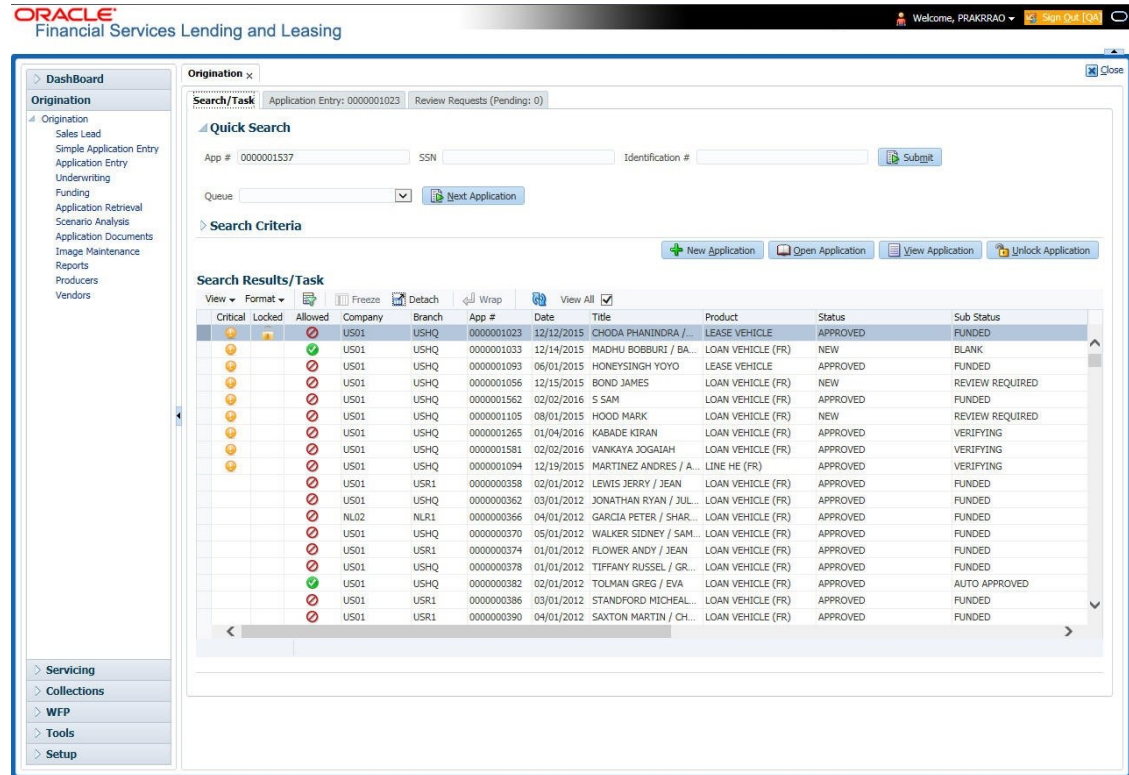 ORACLE
Financial Services Lending and Leasing
Welcome, PRAKRRAO
Sign Out [QA]
Close
DashBoard
Origination
Origination
Sales Lead
Simple Application Entry
Application Entry
Underwriting
Funding
Application Retrieval
Scenario Analysis
Application Documents
Image Maintenance
Reports
Producers
Vendors
Servicing
Collections
WFP
Tools
Setup
Origination x
Search/Task Application Entry: 0000001023 Review Requests (Pending: 0)
Quick Search
App # 0000001537 SSN Identification # Submit
Queue Next Application
Search Criteria
New Application Open Application View Application Unlock Application
Search Results/Task
View Format Freeze Detach Wrap View All
Critical Locked Allowed Company Branch App # Date Title Product Status Sub Status
US01 USHQ 0000001023 12/12/2015 CHODA PHANINDRA /... LEASE VEHICLE APPROVED FUNDED
US01 USHQ 0000001033 12/14/2015 MADHU BOBBURI / BA... LOAN VEHICLE (FR) NEW BLANK
US01 USHQ 0000001093 06/01/2015 HONEYSINGH YOYO LEASE VEHICLE APPROVED FUNDED
US01 USHQ 0000001056 12/15/2015 BOND JAMES LOAN VEHICLE (FR) NEW REVIEW REQUIRED
US01 USHQ 0000001562 02/02/2016 S SAM LOAN VEHICLE (FR) APPROVED FUNDED
US01 USHQ 0000001105 08/01/2015 HOOD MARK LOAN VEHICLE (FR) NEW REVIEW REQUIRED
US01 USHQ 0000001265 01/04/2016 KABADE KIRAN LOAN VEHICLE (FR) APPROVED VERIFYING
US01 USHQ 0000001581 02/02/2016 VANKAYA JOGAIAH LOAN VEHICLE (FR) APPROVED VERIFYING
US01 USHQ 0000001094 12/19/2015 MARTINEZ ANDRES / A... LINE HE (FR) APPROVED VERIFYING
US01 USR1 0000000358 02/01/2012 LEWIS JERRY / JEAN LOAN VEHICLE (FR) APPROVED FUNDED
US01 USHQ 0000000362 03/01/2012 JONATHAN RYAN / JUL... LOAN VEHICLE (FR) APPROVED FUNDED
NL02 NLR1 0000000366 04/01/2012 GARCIA PETER / SHAR... LOAN VEHICLE (FR) APPROVED FUNDED
US01 USHQ 0000000370 05/01/2012 WALKER SIDNEY / SAM... LOAN VEHICLE (FR) APPROVED FUNDED
US01 USR1 0000000374 01/01/2012 FLOWER ANDY / JEAN LOAN VEHICLE (FR) APPROVED FUNDED
US01 USHQ 0000000378 01/01/2012 TIFFANY RUSSEL / GR... LOAN VEHICLE (FR) APPROVED FUNDED
US01 USHQ 0000000382 02/01/2012 TOLMAN GREG / EVA LOAN VEHICLE (FR) APPROVED AUTO APPROVED
US01 USR1 0000000386 03/01/2012 STANDFORD MICHEAL... LOAN VEHICLE (FR) APPROVED FUNDED
US01 USR1 0000000390 04/01/2012 SAXTON MARTIN / CH... LOAN VEHICLE (FR) APPROVED FUNDED